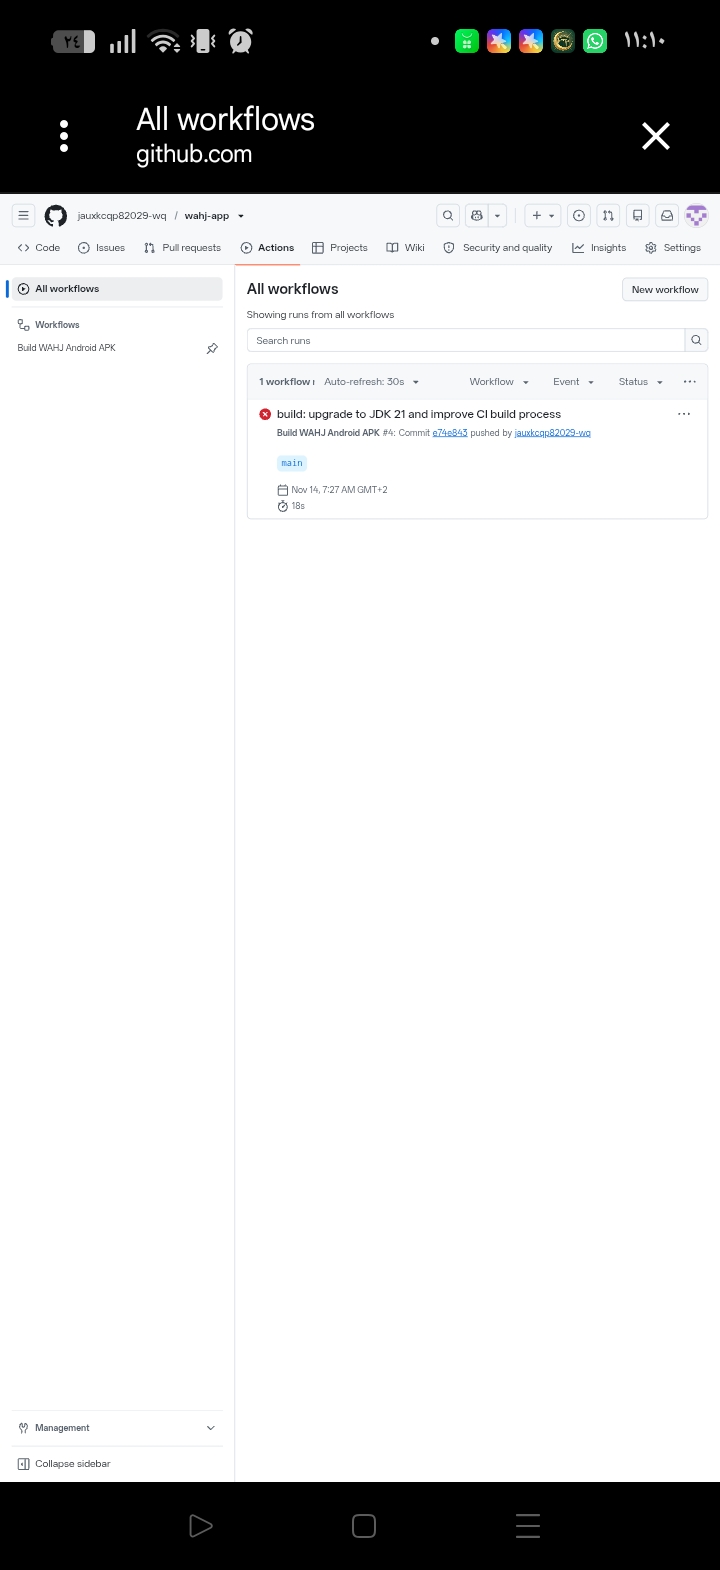 ٢٤
١١:١٠
All workflows
github.com
jauxkcqp82029-wq / wahj-app
Code Issues Pull requests Actions Projects Wiki Security and quality Insights Settings
All workflows
Workflows
Build WAHJ Android APK
All workflows
New workflow
Showing runs from all workflows
Search runs
1 workflow Auto-refresh: 30s Workflow Event Status
build: upgrade to JDK 21 and improve CI build process
Build WAHJ Android APK #4: Commit e74e843 pushed by jauxkcqp82029-wq
main
Nov 14, 7:27 AM GMT+2
18s
Management
Collapse sidebar